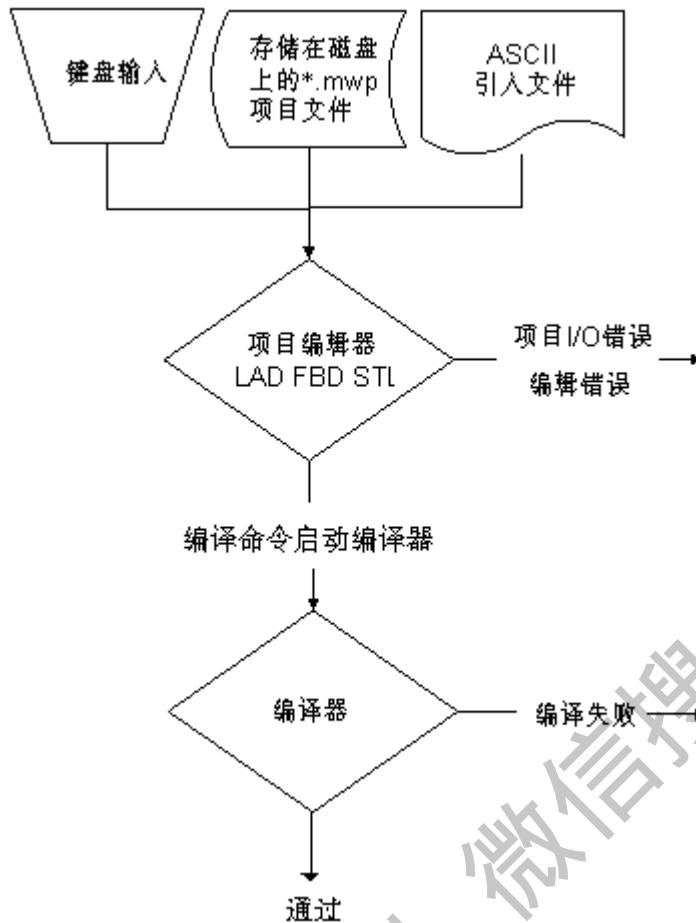 键盘输入
存储在磁盘
上的*.mwp
项目文件
ASCII
引入文件
项目编辑器
LAD FBD STL
项目I/O错误
编辑错误
编译命令启动编译器
编译器
编译失败
通过
微信搜